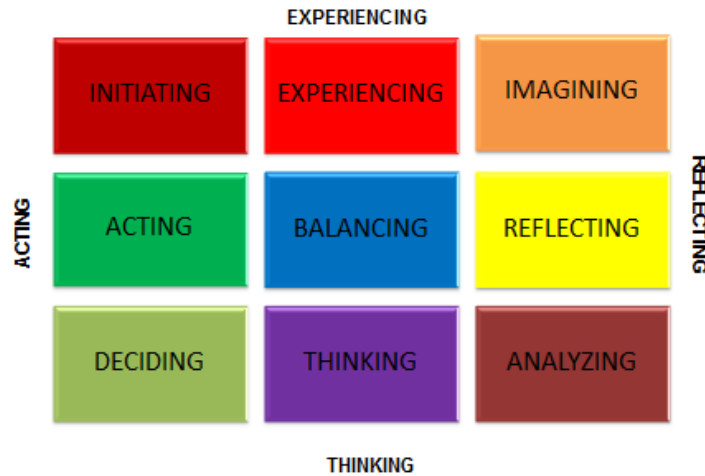 EXPERIENCING
INITIATING EXPERIENCING IMAGINING
ACTING ACTING BALANCING REFLECTING REFLECTING
DECIDING THINKING ANALYZING
THINKING